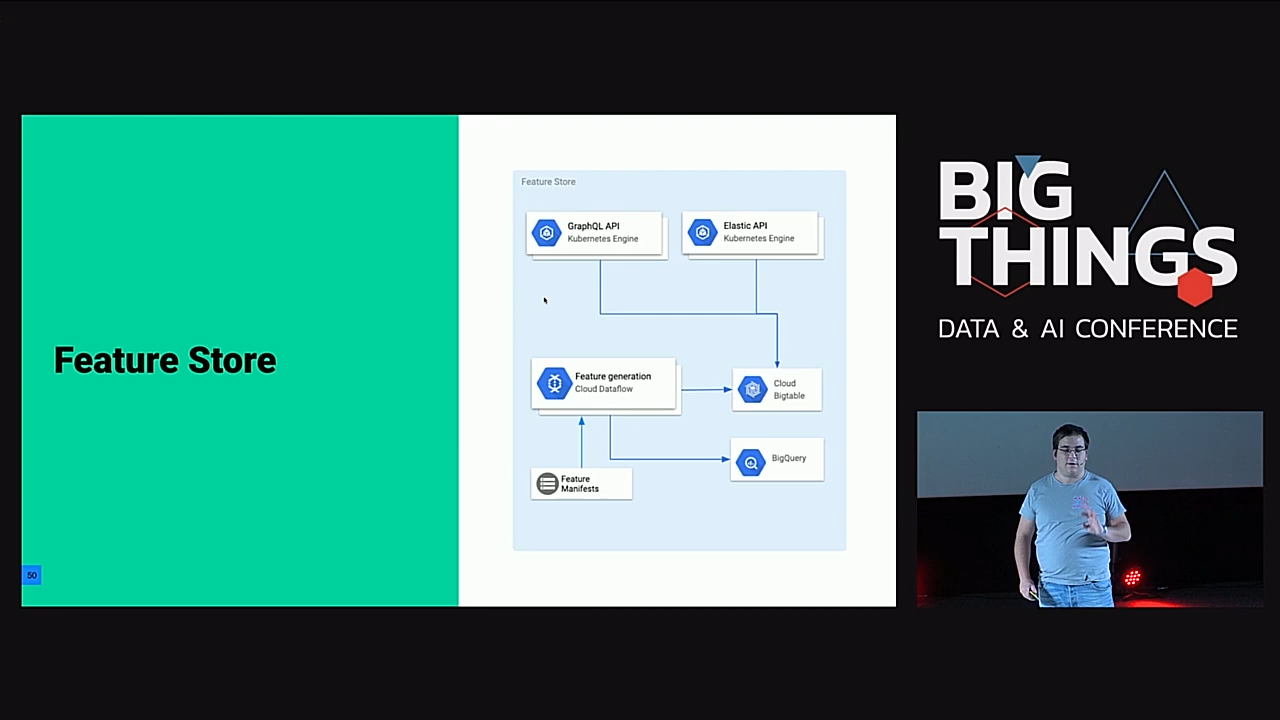 Feature Store
50
Feature Store
GraphQL API
Kubernetes Engine
Elastic API
Kubernetes Engine
Feature generation
Cloud Dataflow
Cloud
Bigtable
BigQuery
Feature
Manifests
BIG
THINGS
DATA & AI CONFERENCE